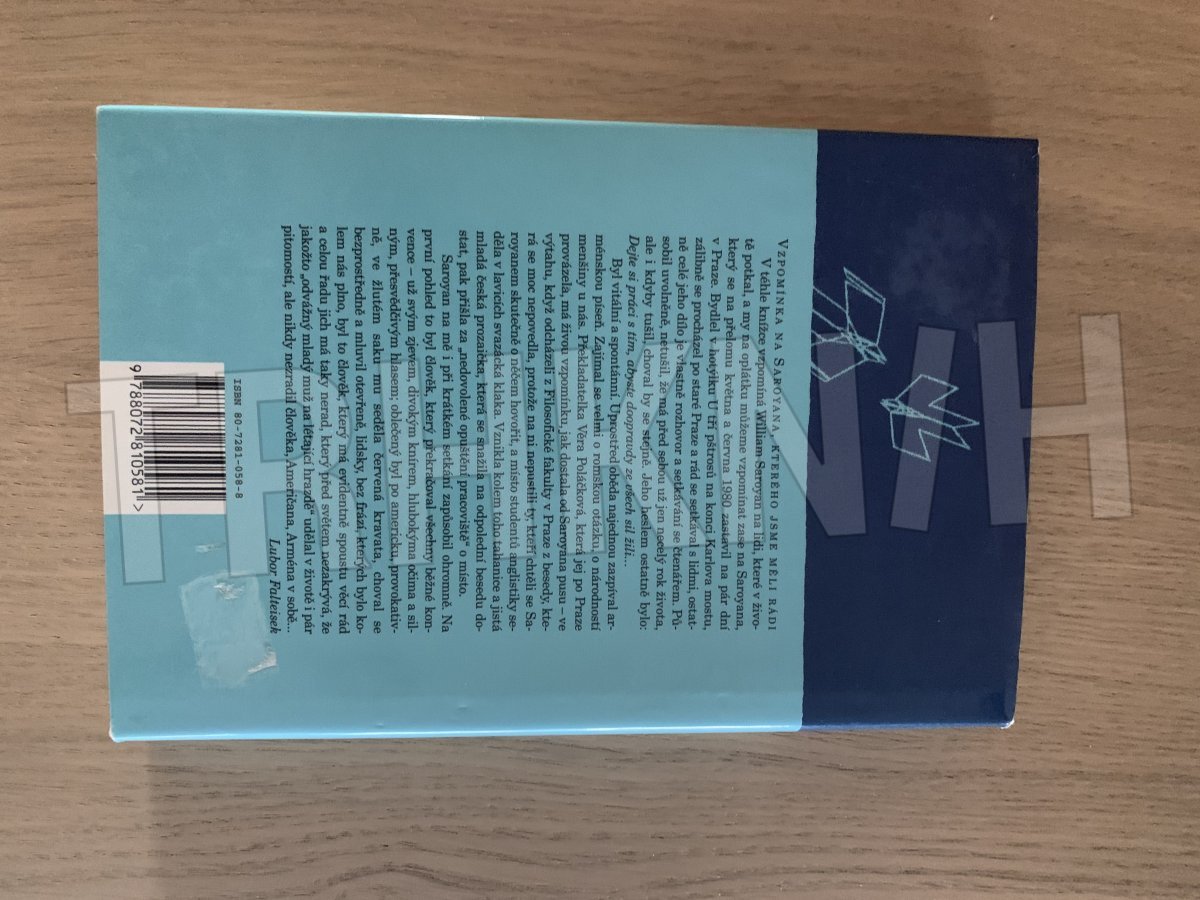 VZPOMÍNKA NA SAROYANA, KTERÉHO JSME MĚLI RÁDI
V téhle knížce vzpomíná William Saroyan na lidi, které v živo-
tě potkal, a my na oplátku můžeme vzpomínat zase na Saroyana,
který se na přelomu května a června 1980 zastavil na pár dní
v Praze. Bydlel v hotýlku U tří pštrosů na konci Karlova mostu,
zálibně se procházel po staré Praze a rád se setkával s lidmi, ostat-
ně celé jeho dílo je vlastně rozhovor a setkávání se čtenářem. Pů-
sobil uvolněně, netušil, že má před sebou už jen necelý rok života,
ale i kdyby tušil, choval by se stejně. Jeho heslem ostatně bylo:
Dejte si práci s tím, abyste doopravdy ze všech sil žili...
Byl vitální a spontánní. Uprostřed oběda najednou zazpíval ar-
ménskou píseň. Zajímal se velmi o romskou otázku, o národností
menšiny u nás. Překladatelka Věra Poláčková, která jej po Praze
provázela, má živou vzpomínku, jak dostala od Saroyana pusu – ve
výtahu, když odcházeli z Filosofické fakulty v Praze z besedy, kte-
rá se moc nepovedla, protože na ni nepustili ty, kteří chtěli se Sa-
royanem skutečně o něčem hovořit, a místo studentů anglistiky se-
děla v lavicích svazácká klaka. Vznikla kolem toho tahanice a jistá
mladá česká prozaička, která se snažila na odpolední besedu do-
stat, pak přišla za „nedovolené opuštění pracoviště“ o místo.
Saroyan na mě i při krátkém setkání zapůsobil ohromně. Na
první pohled to byl člověk, který překračoval všechny běžné kon-
vence – už svým zjevem, divokým knírem, hlubokýma očima a sil-
ným, přesvědčivým hlasem; oblečený byl po americku, provokativ-
ně, ve žlutém saku mu seděla červená kravata, choval se
bezprostředně a mluvil otevřeně, lidsky, bez frází, kterých bylo ko-
lem nás plno, byl to člověk, který má evidentně spoustu věcí rád
a celou řadu jich má taky nerad, který před světem nezakrývá, že
jakožto „odvážný mladý muž na létající hrazdě“ udělal v životě i pár
pitomostí, ale nikdy nezradil člověka, Američana, Arména v sobě...
Lubor Falteisek
ISBN 80-7281-058-8
9 788072 810581 >
TRHKNIH